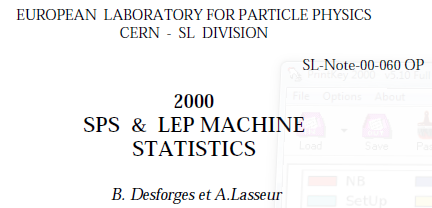 EUROPEAN LABORATORY FOR PARTICLE PHYSICS
CERN - SL DIVISION
SL-Note-00-060 OP
2000
SPS & LEP MACHINE
STATISTICS
B. Desforges et A.Lasseur
File Options About
Load Save
NB
SetUp